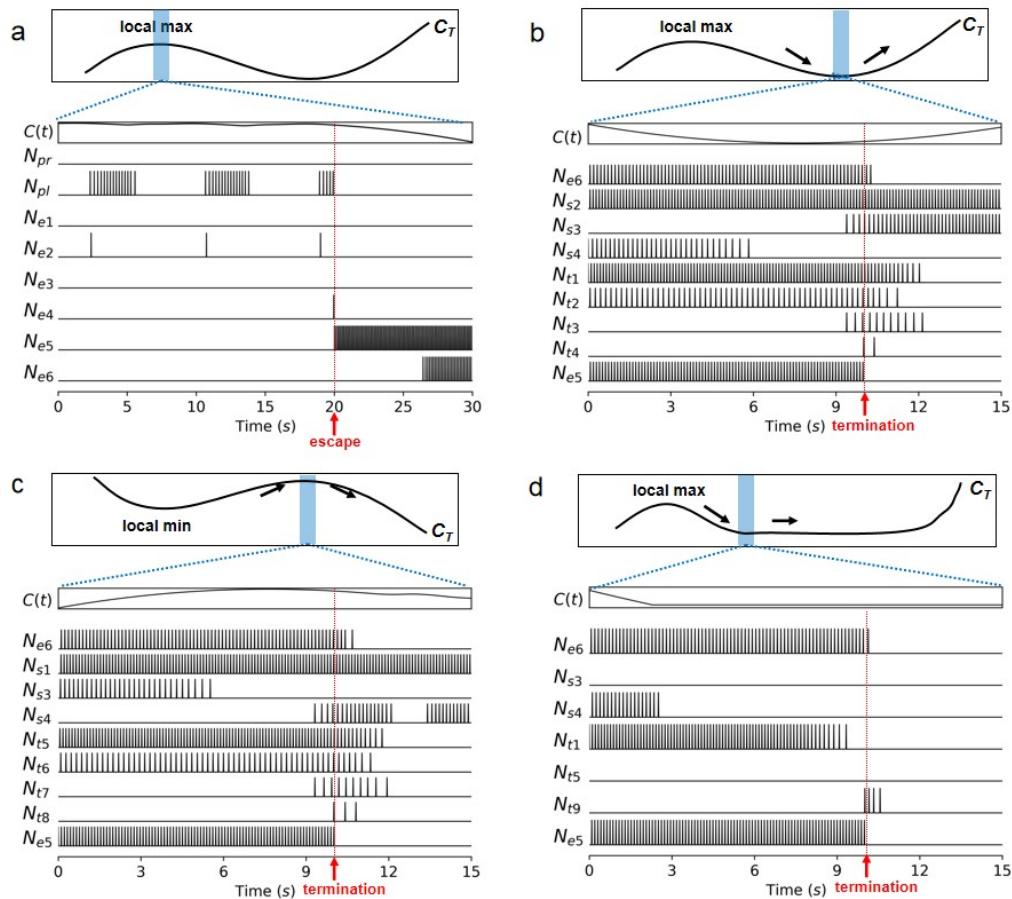 a
local max
C_T
C(t)
N_pr
N_pl
N_e1
N_e2
N_e3
N_e4
N_e5
N_e6
0 5 10 15 20 25 30
Time (s)
escape
b
local max
C_T
C(t)
N_e6
N_s2
N_s3
N_s4
N_t1
N_t2
N_t3
N_t4
N_e5
0 3 6 9 12 15
Time (s) termination
c
local min
C_T
C(t)
N_e6
N_s1
N_s3
N_s4
N_t5
N_t6
N_t7
N_t8
N_e5
0 3 6 9 12 15
Time (s) termination
d
local max
C_T
C(t)
N_e6
N_s3
N_s4
N_t1
N_t5
N_t9
N_e5
0 3 6 9 12 15
Time (s) termination